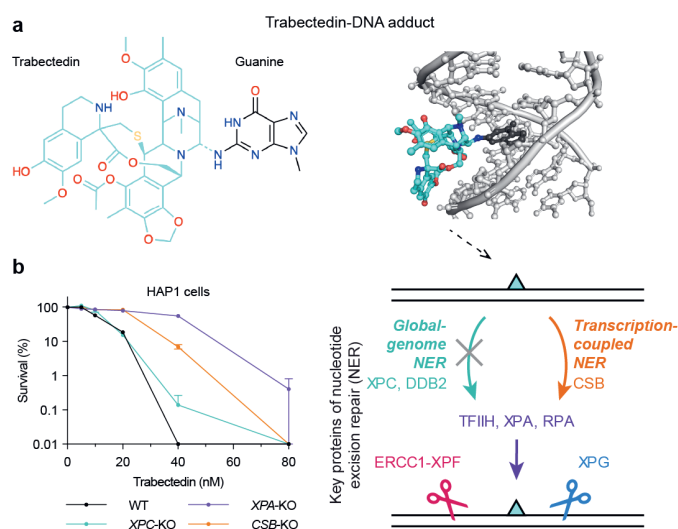 a
Trabectedin-DNA adduct
Trabectedin
Guanine
O
HO
NH
S
N
O
O
O
HO
O
O
O
O
O
N
NH
O
HN
N
N
N
b
HAP1 cells
Survival (%)
100
10
1
0.1
0.01
0
20
40
60
80
Trabectedin (nM)
WT
XPA-KO
XPC-KO
CSB-KO
Key proteins of nucleotide
excision repair (NER)
Global-
genome
NER
XPC, DDB2
Transcription-
coupled
NER
CSB
TFIIH, XPA, RPA
ERCC1-XPF
XPG